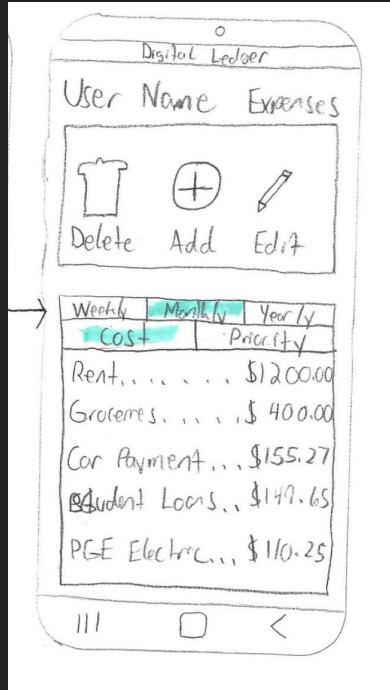 Digital Ledger
User Name Expenses
Delete Add Edit
Weekly Monthly Yearly
Cost Priority
Rent....... $1200.00
Groceries..... $400.00
Car Payment... $155.27
Student Loans.. $149.65
PGE Electric... $110.25